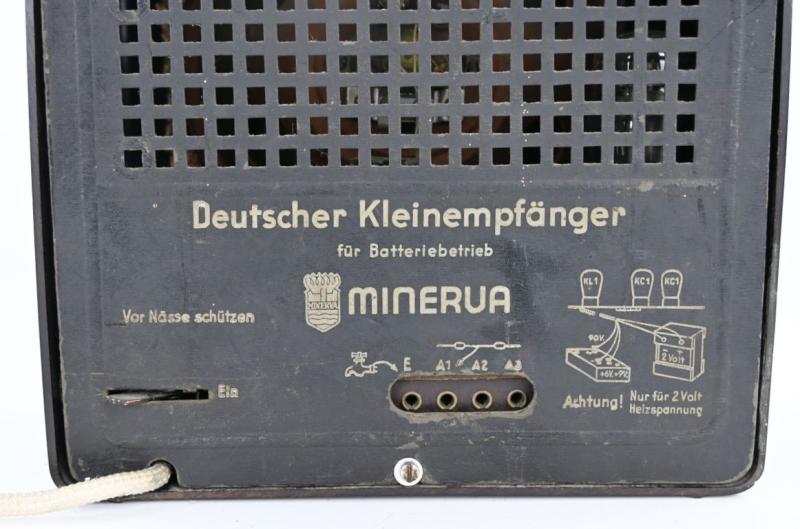 Deutscher Kleinempfänger
für Batteriebetrieb
MINERVA
MINERVA
Vor Nässe schützen
Ein
E A1 A2 A3
KL1 KC1 KC1
90V.
2 Volt
+6V.+9V.
Achtung! Nur für 2 Volt
Heizspannung